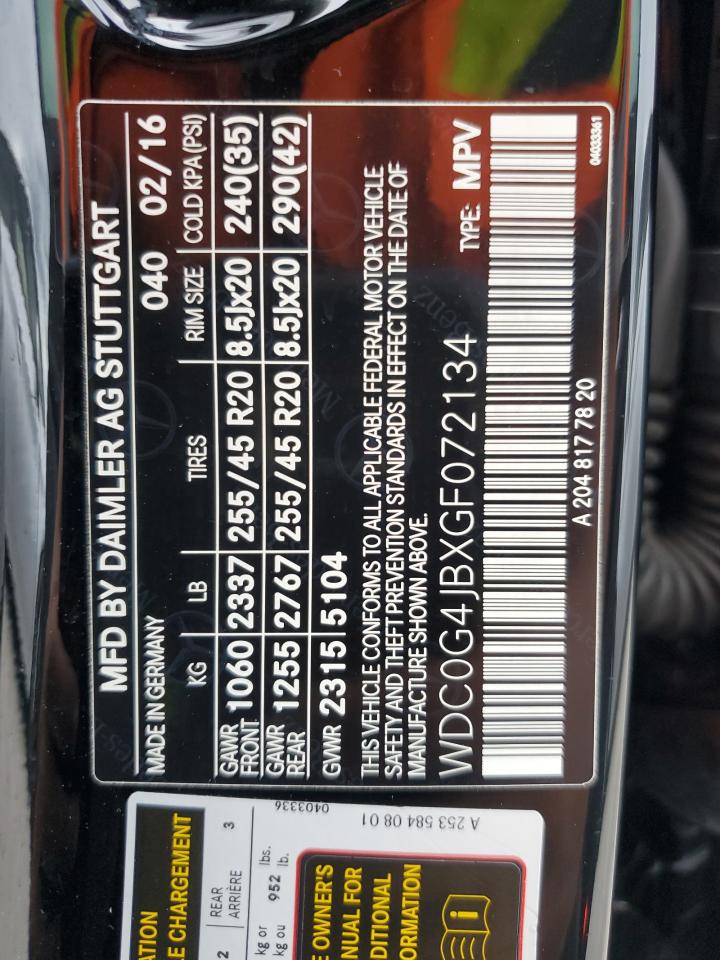 MFD BY DAIMLER AG STUTTGART
MADE IN GERMANY 040 02/16
KG LB TIRES RIM SIZE COLD KPA(PSI)
GAWR FRONT 1060 2337 255/45 R20 8.5Jx20 240(35)
GAWR REAR 1255 2767 255/45 R20 8.5Jx20 290(42)
GVWR 2315 5104
THIS VEHICLE CONFORMS TO ALL APPLICABLE FEDERAL MOTOR VEHICLE
SAFETY AND THEFT PREVENTION STANDARDS IN EFFECT ON THE DATE OF
MANUFACTURE SHOWN ABOVE.
WDC0G4JBXGF072134 TYPE: MPV
A 204 817 78 20
04033361
E CHARGEMENT
2 REAR 3
ARRIÈRE
kg or lbs.
kg ou 952 lb.
0403336
A 253 584 08 01
OWNER'S
FOR